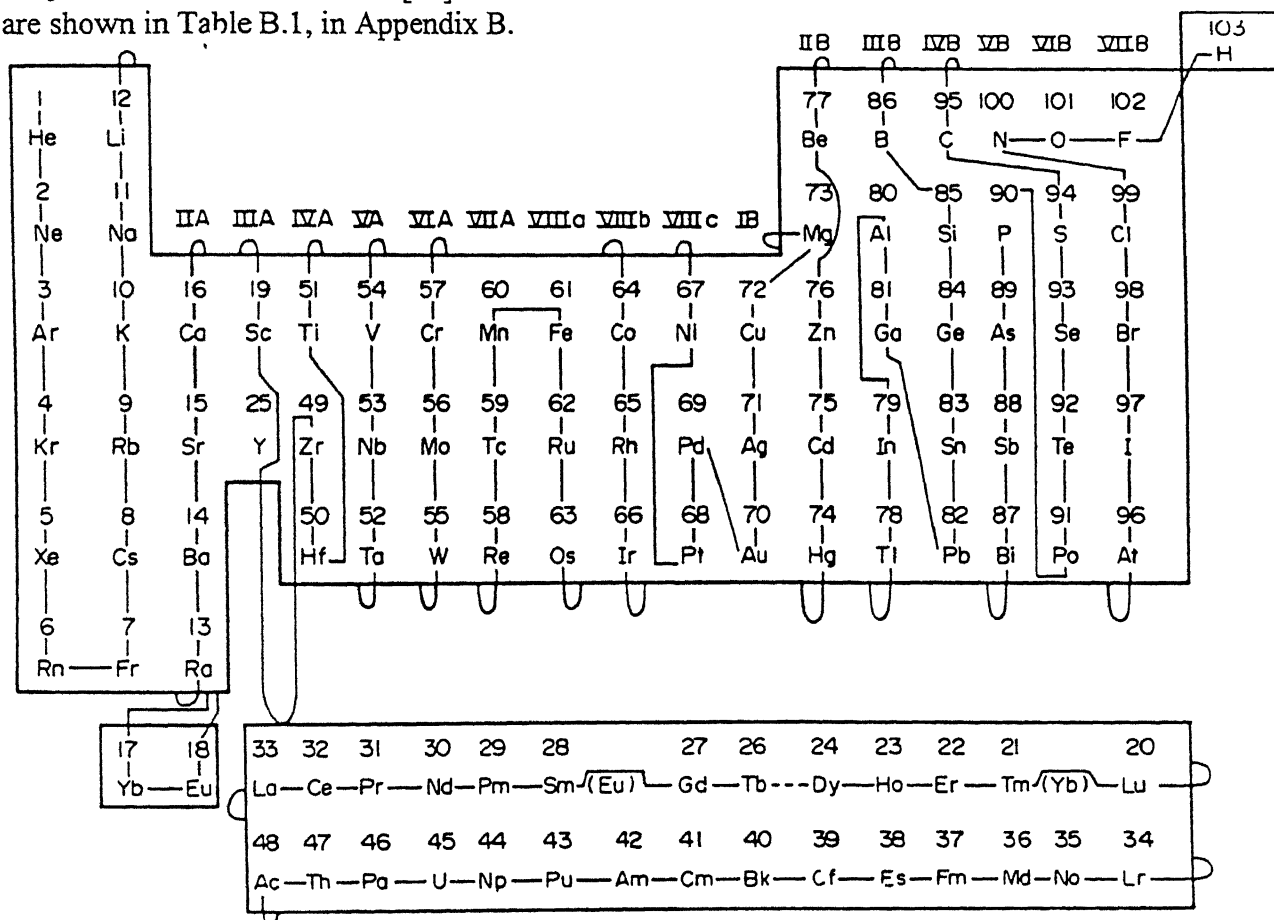 are shown in Table B.1, in Appendix B.
103
IIB IIIB IVB VB VIB VIIB
H
1 12 77 86 95 100 101 102
He Li Be B C N O F
2 11 73 80 85 90 94 99
IIA IIIA IVA VA VIA VIIA VIIIa VIIIb VIIIc IB
Ne Na Mg Al Si P S Cl
3 10 16 19 51 54 57 60 61 64 67 72 76 81 84 89 93 98
Ar K Ca Sc Ti V Cr Mn Fe Co Ni Cu Zn Ga Ge As Se Br
4 9 15 25 49 53 56 59 62 65 69 71 75 79 83 88 92 97
Kr Rb Sr Y Zr Nb Mo Tc Ru Rh Pd Ag Cd In Sn Sb Te I
5 8 14 50 52 55 58 63 66 68 70 74 78 82 87 91 96
Xe Cs Ba Hf Ta W Re Os Ir Pt Au Hg Tl Pb Bi Po At
6 7 13
Rn Fr Ra
17 18 33 32 31 30 29 28 27 26 24 23 22 21 20
Yb Eu La Ce Pr Nd Pm Sm (Eu) Gd Tb Dy Ho Er Tm (Yb) Lu
48 47 46 45 44 43 42 41 40 39 38 37 36 35 34
Ac Th Pa U Np Pu Am Cm Bk Cf Es Fm Md No Lr